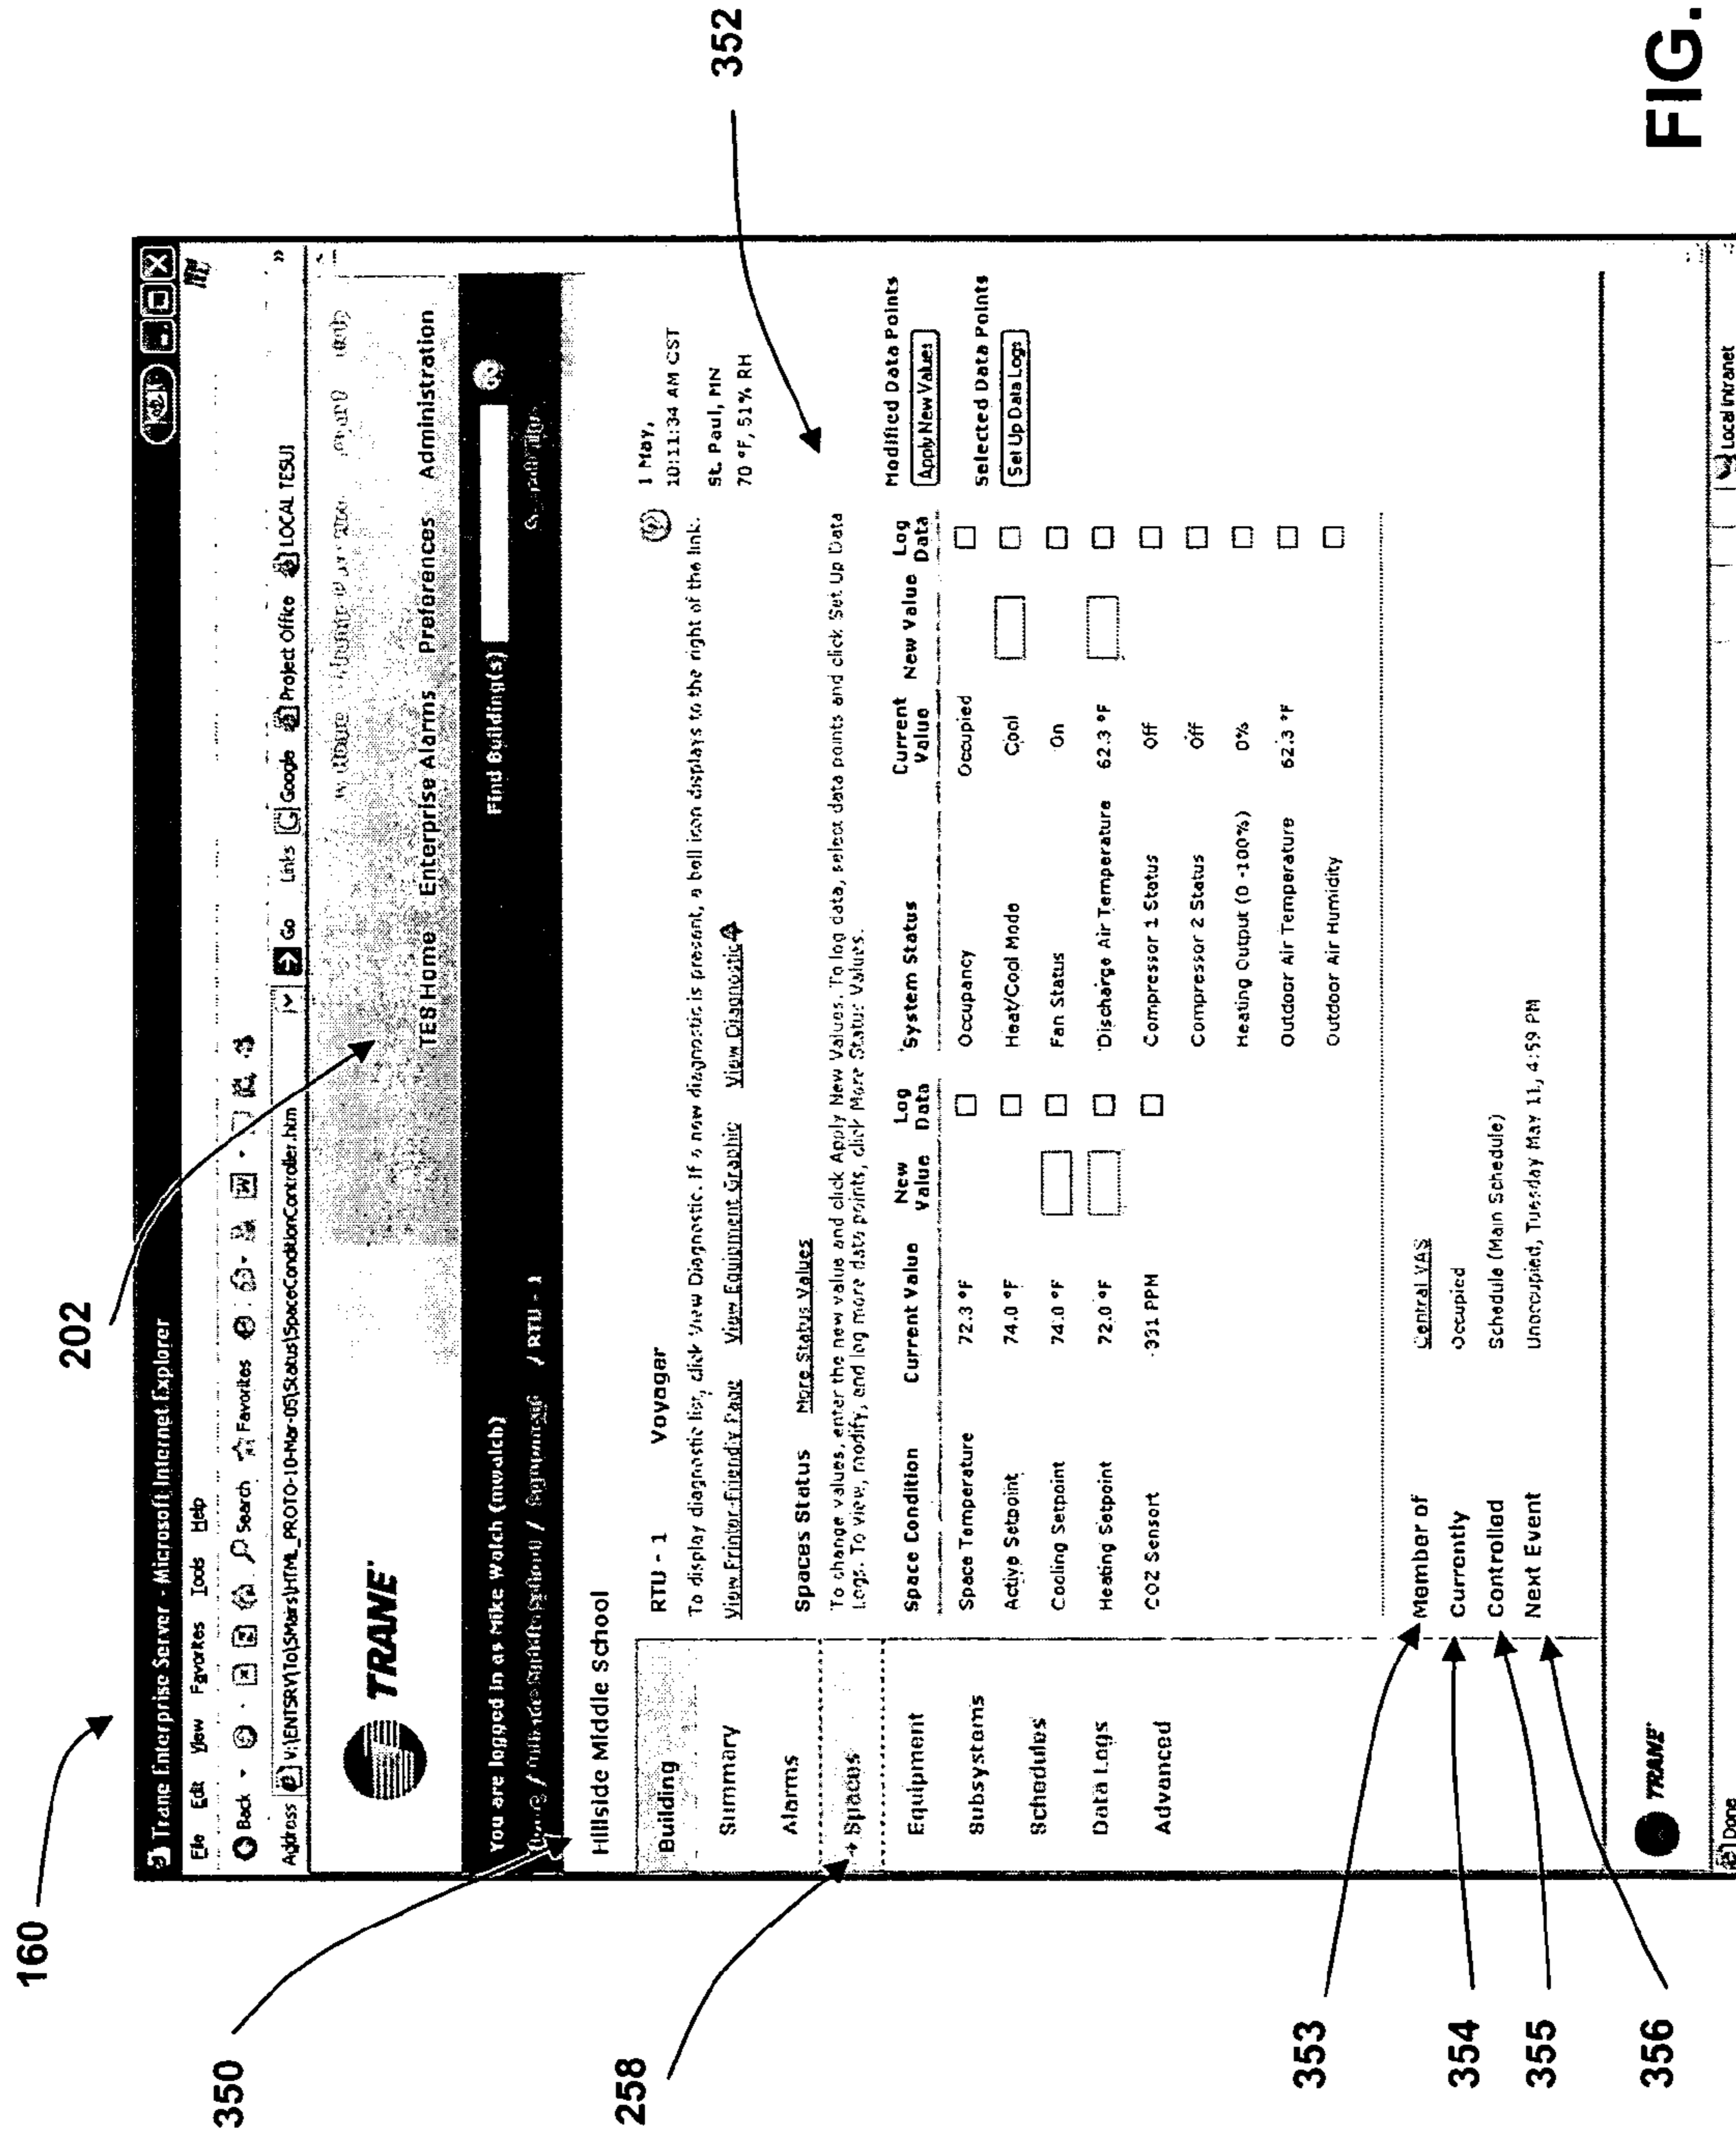 160
202
Trane Enterprise Server - Microsoft Internet Explorer
File Edit View Favorites Tools Help
Back Search Favorites
Address V:\ENTSRV\Tol\SMars\HTML_PROTO-10-Mar-05\Status\SpaceConditionController.htm Go Links Google Project Office LOCAL TESUI
TRANE
TES Home Enterprise Alarms Preferences Administration
You are logged in as Mike Walch (mwalch)
Find Building(s)
/ RTU - 1
350
Hillside Middle School
Building
Summary
Alarms
→ Spaces
Equipment
Subsystems
Schedules
Data Logs
Advanced
258
RTU - 1 Voyager
1 May,
10:11:34 AM CST
St. Paul, MN
70 °F, 51% RH
To display diagnostic list, click View Diagnostic. If a new diagnostic is present, a bell icon displays to the right of the link.
View Printer-Friendly Page View Equipment Graphic View Diagnostic
352
Spaces Status More Status Values
To change values, enter the new value and click Apply New Values. To log data, select data points and click Set Up Data
Logs. To view, modify, and log more data points, click More Status Values.
Modified Data Points
Apply New Values
Selected Data Points
Set Up Data Logs
Space Condition Current Value New Value Log Data
Space Temperature 72.3 °F
Active Setpoint 74.0 °F
Cooling Setpoint 74.0 °F
Heating Setpoint 72.0 °F
CO2 Sensort 931 PPM
System Status Current Value New Value Log Data
Occupancy Occupied
Heat/Cool Mode Cool
Fan Status On
Discharge Air Temperature 62.3 °F
Compressor 1 Status Off
Compressor 2 Status Off
Heating Output (0 -100%) 0%
Outdoor Air Temperature 62.3 °F
Outdoor Air Humidity
Member of Central VAS
Currently Occupied
Controlled Schedule (Main Schedule)
Next Event Unoccupied, Tuesday May 11, 4:59 PM
353
354
355
356
TRANE
Done Local intranet
FIG.